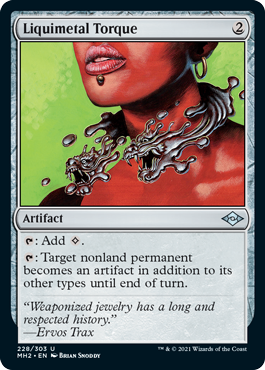 Liquimetal Torque 2
Artifact
: Add .
: Target nonland permanent
becomes an artifact in addition to its
other types until end of turn.
“Weaponized jewelry has a long and
respected history.”
—Ervos Trax
228/303 U
MH2 • EN Brian Snoddy
™ & © 2021 Wizards of the Coast